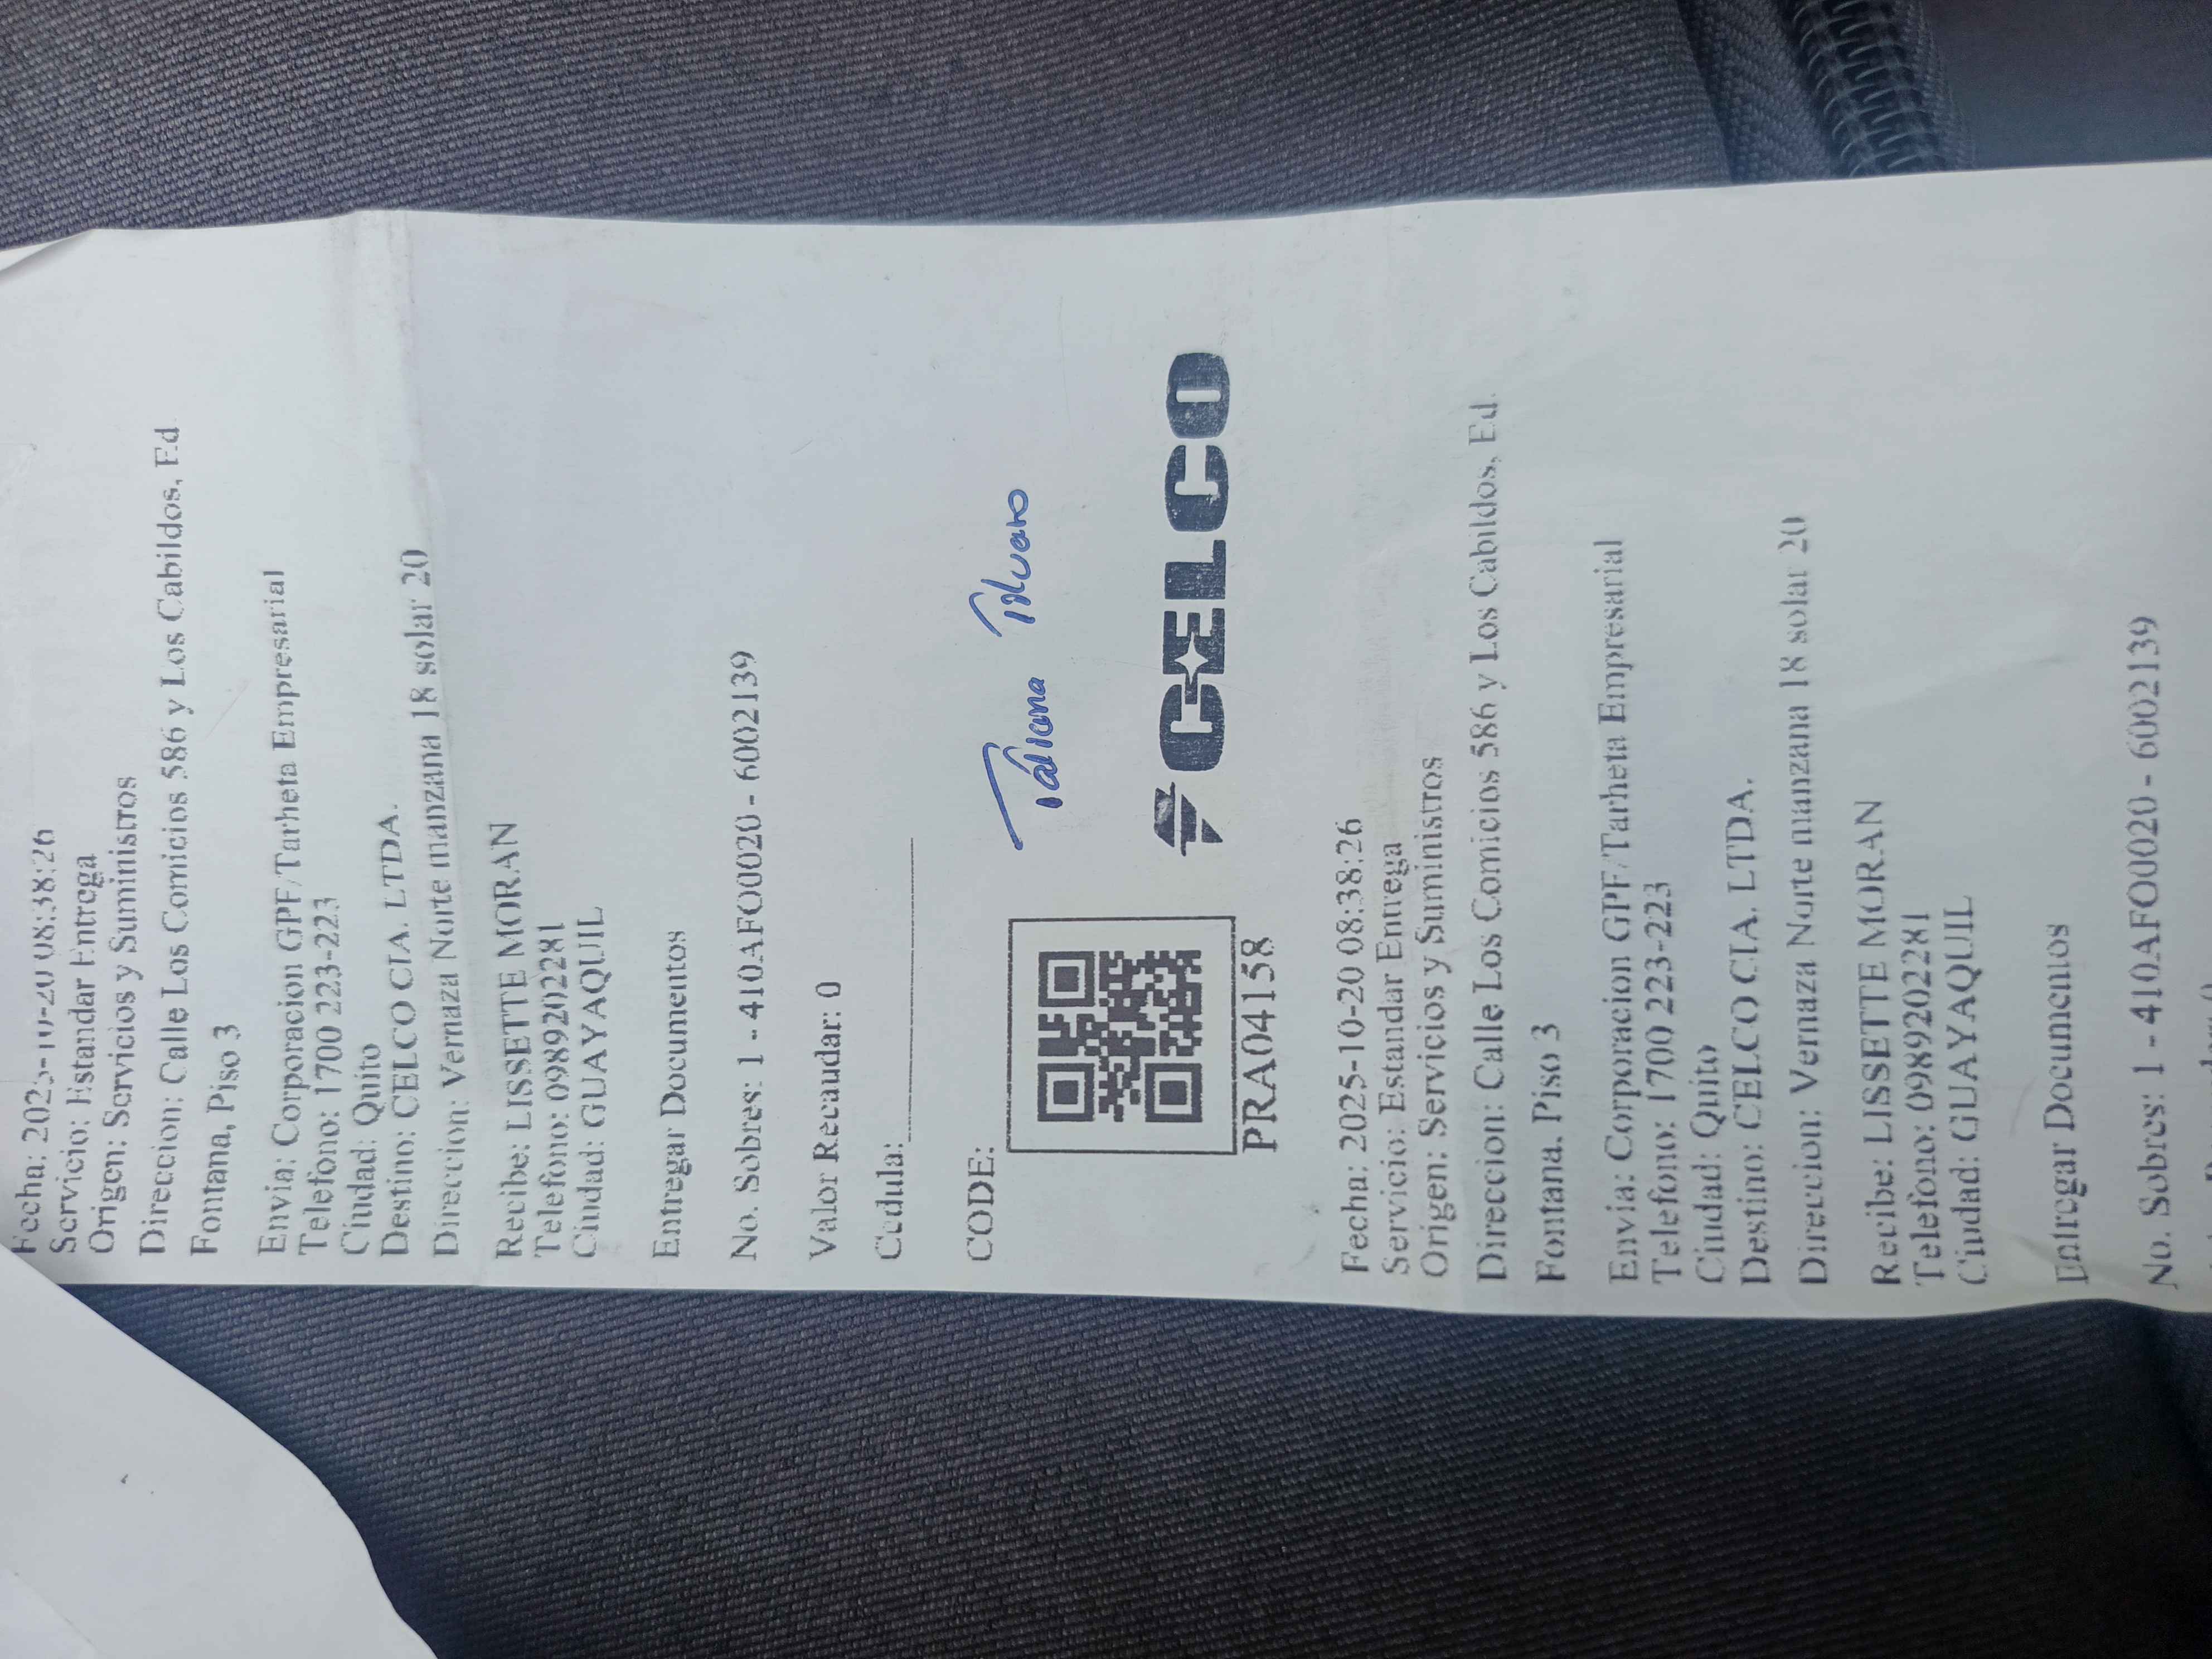 Fecha: 2025-10-20 08:38:26
Servicio: Estandar Entrega
Origen: Servicios y Suministros
Direccion: Calle Los Comicios 586 y Los Cabildos, Ed
Fontana, Piso 3
Envia: Corporacion GPF/Tarheta Empresarial
Telefono: 1700 223-223
Ciudad: Quito
Destino: CELCO CIA. LTDA.
Direccion: Vernaza Norte manzana 18 solar 20
Recibe: LISSETTE MORAN
Telefono: 0989202281
Ciudad: GUAYAQUIL
Entregar Documentos
No. Sobres: 1 - 410AFO0020 - 6002139
Valor Recaudar: 0
Cedula:
CODE:
Tatiana
CELCO
PRA04158
Fecha: 2025-10-20 08:38:26
Servicio: Estandar Entrega
Origen: Servicios y Suministros
Direccion: Calle Los Comicios 586 y Los Cabildos, Ed.
Fontana, Piso 3
Envia: Corporacion GPF/Tarheta Empresarial
Telefono: 1700 223-223
Ciudad: Quito
Destino: CELCO CIA. LTDA.
Direccion: Vernaza Norte manzana 18 solar 20
Recibe: LISSETTE MORAN
Telefono: 0989202281
Ciudad: GUAYAQUIL
Entregar Documentos
No. Sobres: 1 - 410AFO0020 - 6002139